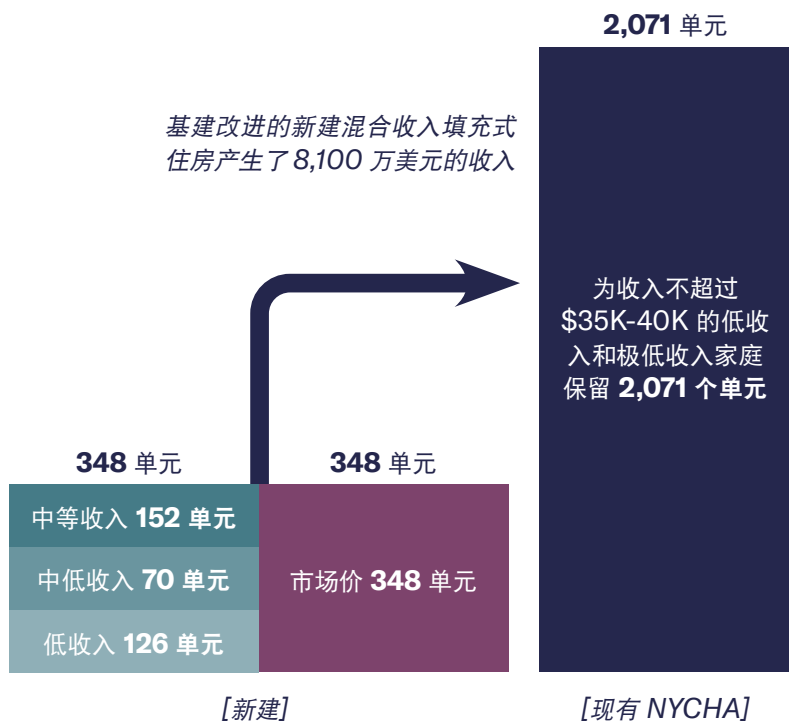 2,071 单元
基建改进的新建混合收入填充式
住房产生了 8,100 万美元的收入
为收入不超过
$35K-40K 的低收
入和极低收入家庭
保留 2,071 个单元
348 单元
348 单元
中等收入 152 单元
中低收入 70 单元
低收入 126 单元
市场价 348 单元
[新建]
[现有 NYCHA]